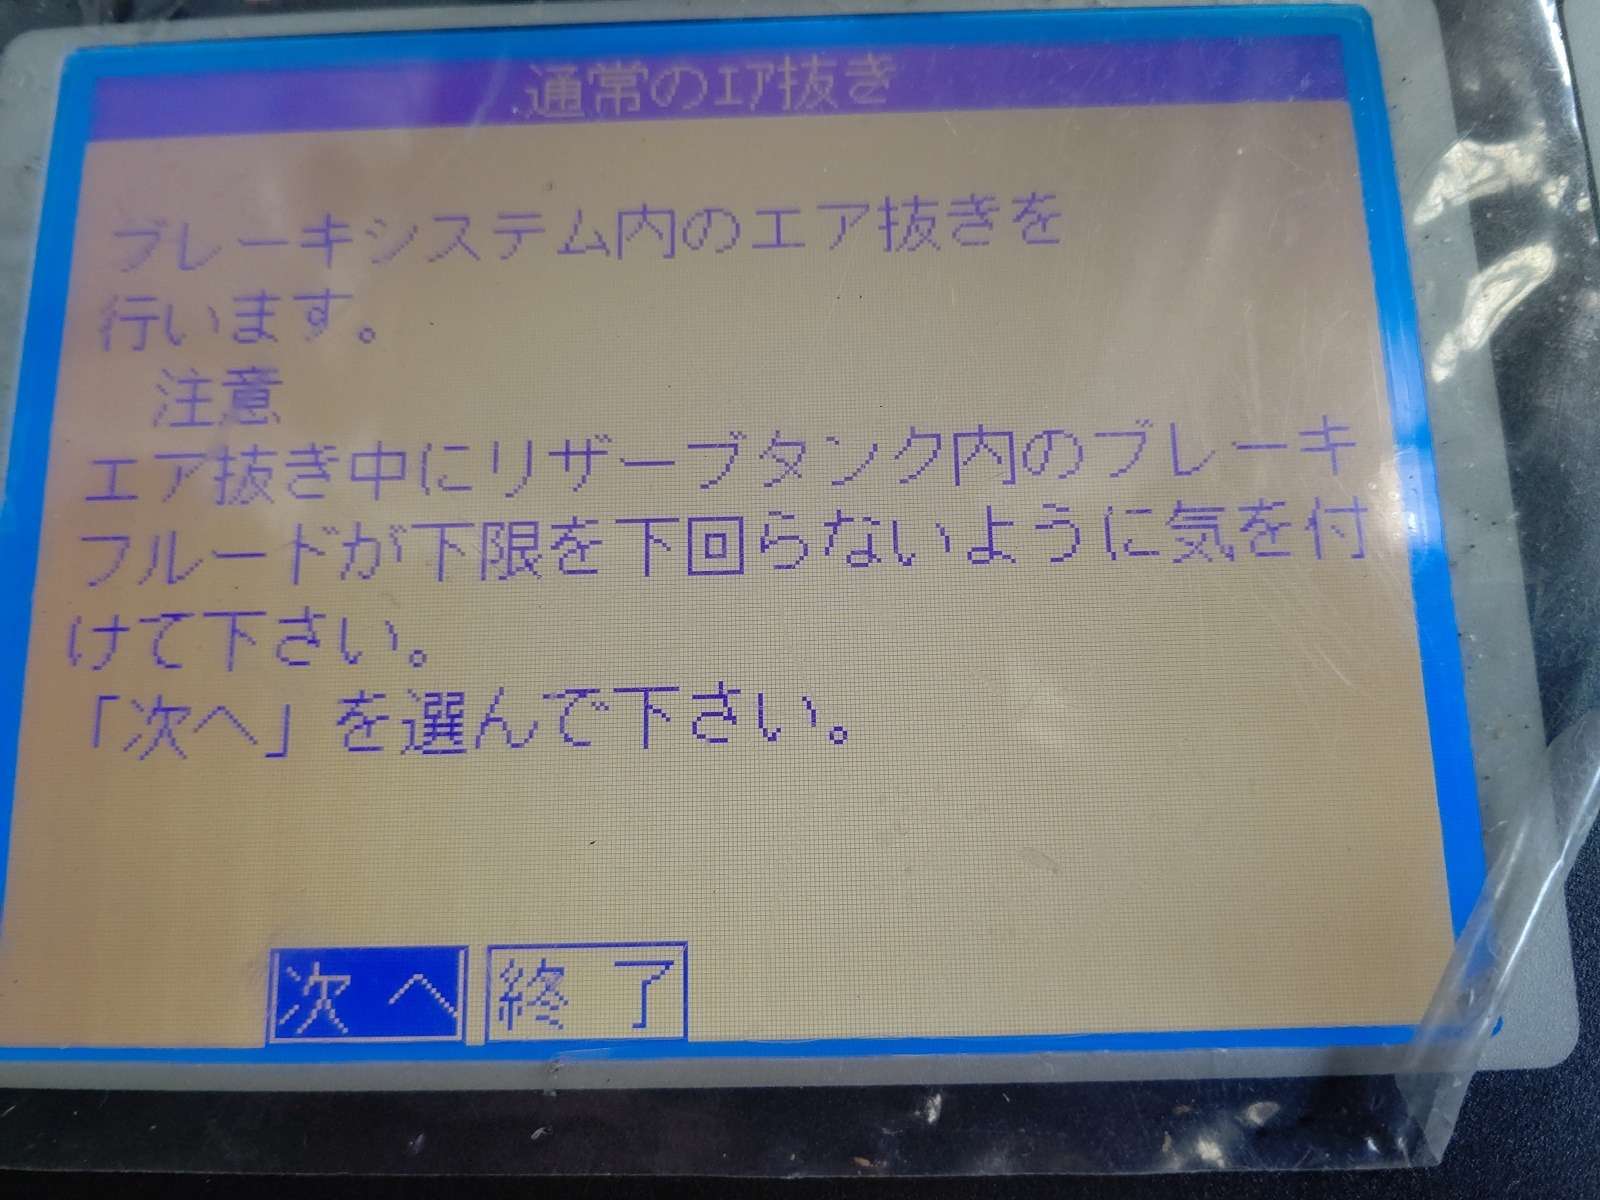 通常のｴｱ抜き
ブレーキシステム内のエア抜きを
行います。
注意
エア抜き中にリザーブタンク内のブレーキ
フルードが下限を下回らないように気を付
けて下さい。
「次へ」を選んで下さい。
次へ 終了